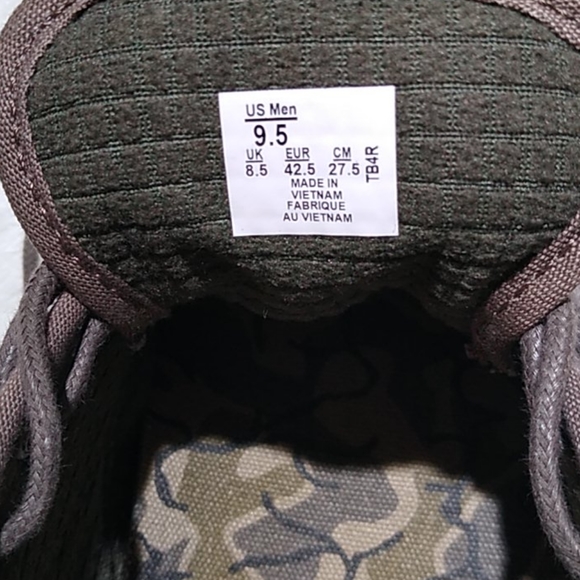 US Men
9.5
UK EUR CM
8.5 42.5 27.5
MADE IN
VIETNAM
FABRIQUE
AU VIETNAM
TB4R